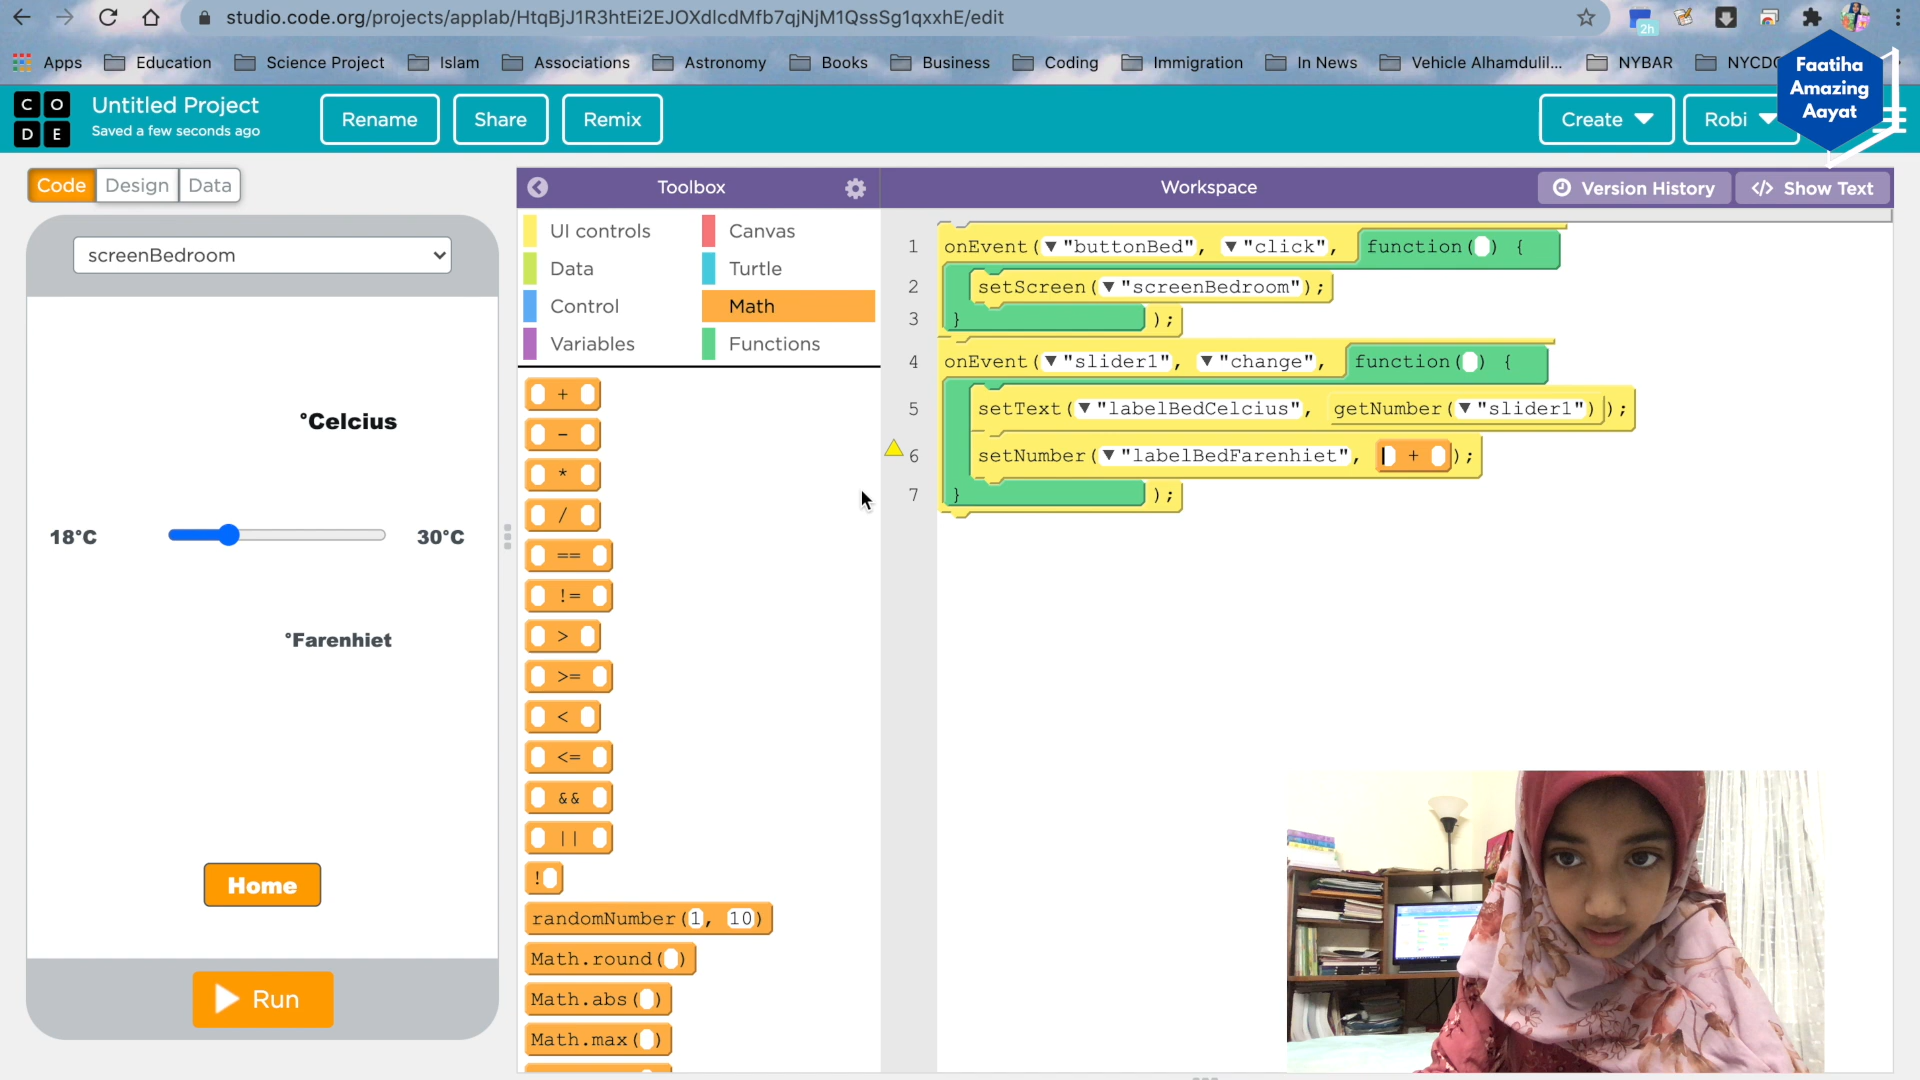 studio.code.org/projects/applab/HtqBjJ1R3htEi2EJOXdlcdMfb7qjNjM1QssSg1qxxhE/edit
2h
Apps Education Science Project Islam Associations Astronomy Books Business Coding Immigration In News Vehicle Alhamdulil... NYBAR NYCDO
Faatiha
Amazing
Aayat
C O
D E
Untitled Project
Saved a few seconds ago
Rename Share Remix Create Robi
Code Design Data
screenBedroom
°Celcius
18°C 30°C
°Farenhiet
Home
Run
Toolbox
UI controls Canvas
Data Turtle
Control Math
Variables Functions
+
-
*
/
==
!=
>
>=
<
<=
&&
||
!
randomNumber(1, 10)
Math.round( )
Math.abs( )
Math.max( )
Workspace Version History </> Show Text
1 onEvent(▼"buttonBed", ▼"click", function( ) {
2 setScreen(▼"screenBedroom");
3 } );
4 onEvent(▼"slider1", ▼"change", function( ) {
5 setText(▼"labelBedCelcius", getNumber(▼"slider1"));
6 setNumber(▼"labelBedFarenhiet", + );
7 } );